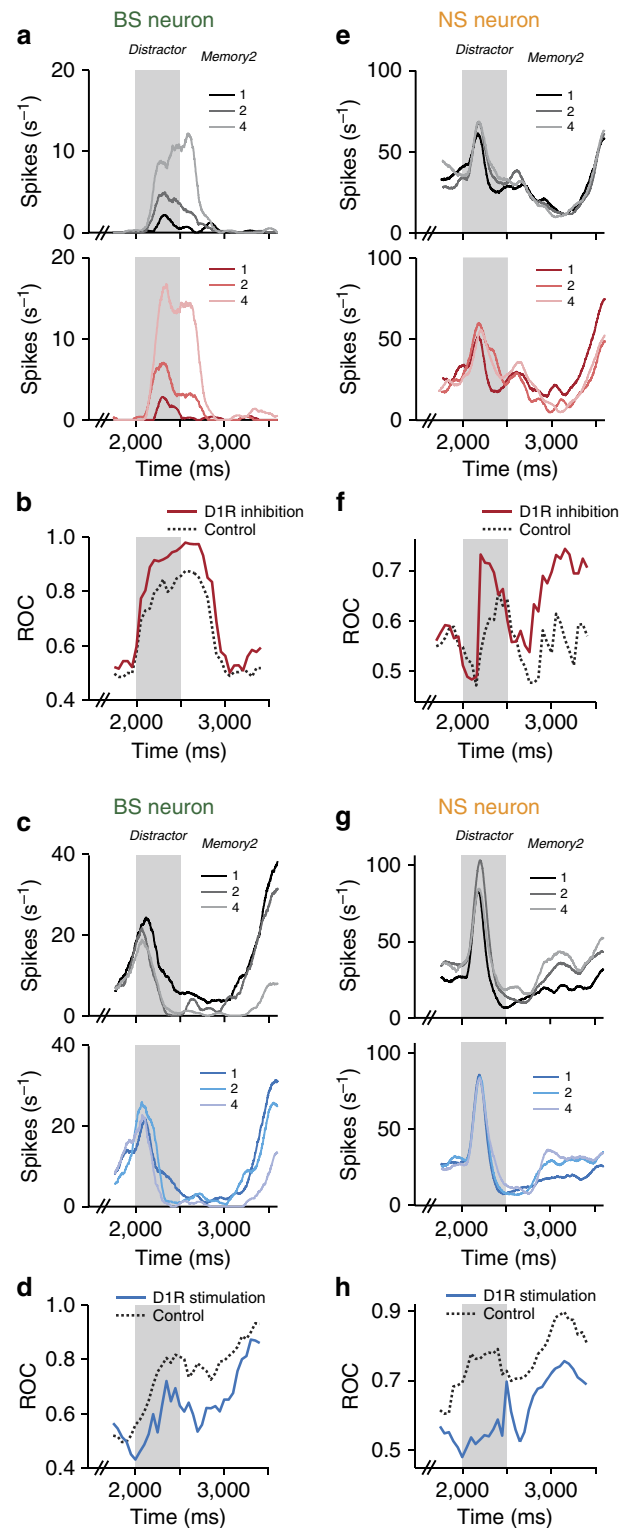 BS neuron
a
Distractor
Memory2
1
2
4
Spikes (s⁻¹)
20
10
0
1
2
4
Spikes (s⁻¹)
20
10
0
2,000 3,000
Time (ms)
b
D1R inhibition
Control
ROC
1.0
0.8
0.6
0.4
2,000 3,000
Time (ms)
NS neuron
e
Distractor
Memory2
1
2
4
Spikes (s⁻¹)
100
50
0
1
2
4
Spikes (s⁻¹)
100
50
0
2,000 3,000
Time (ms)
f
D1R inhibition
Control
ROC
0.7
0.6
0.5
2,000 3,000
Time (ms)
BS neuron
c
Distractor
Memory2
1
2
4
Spikes (s⁻¹)
40
20
0
1
2
4
Spikes (s⁻¹)
40
20
0
2,000 3,000
Time (ms)
d
D1R stimulation
Control
ROC
1.0
0.8
0.6
0.4
2,000 3,000
Time (ms)
NS neuron
g
Distractor
Memory2
1
2
4
Spikes (s⁻¹)
100
50
0
1
2
4
Spikes (s⁻¹)
100
50
0
2,000 3,000
Time (ms)
h
D1R stimulation
Control
ROC
0.9
0.7
0.5
2,000 3,000
Time (ms)